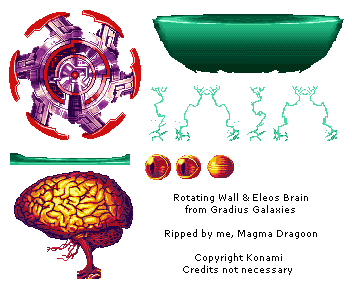 Rotating Wall & Eleos Brain
from Gradius Galaxies
Ripped by me, Magma Dragoon
Copyright Konami
Credits not necessary